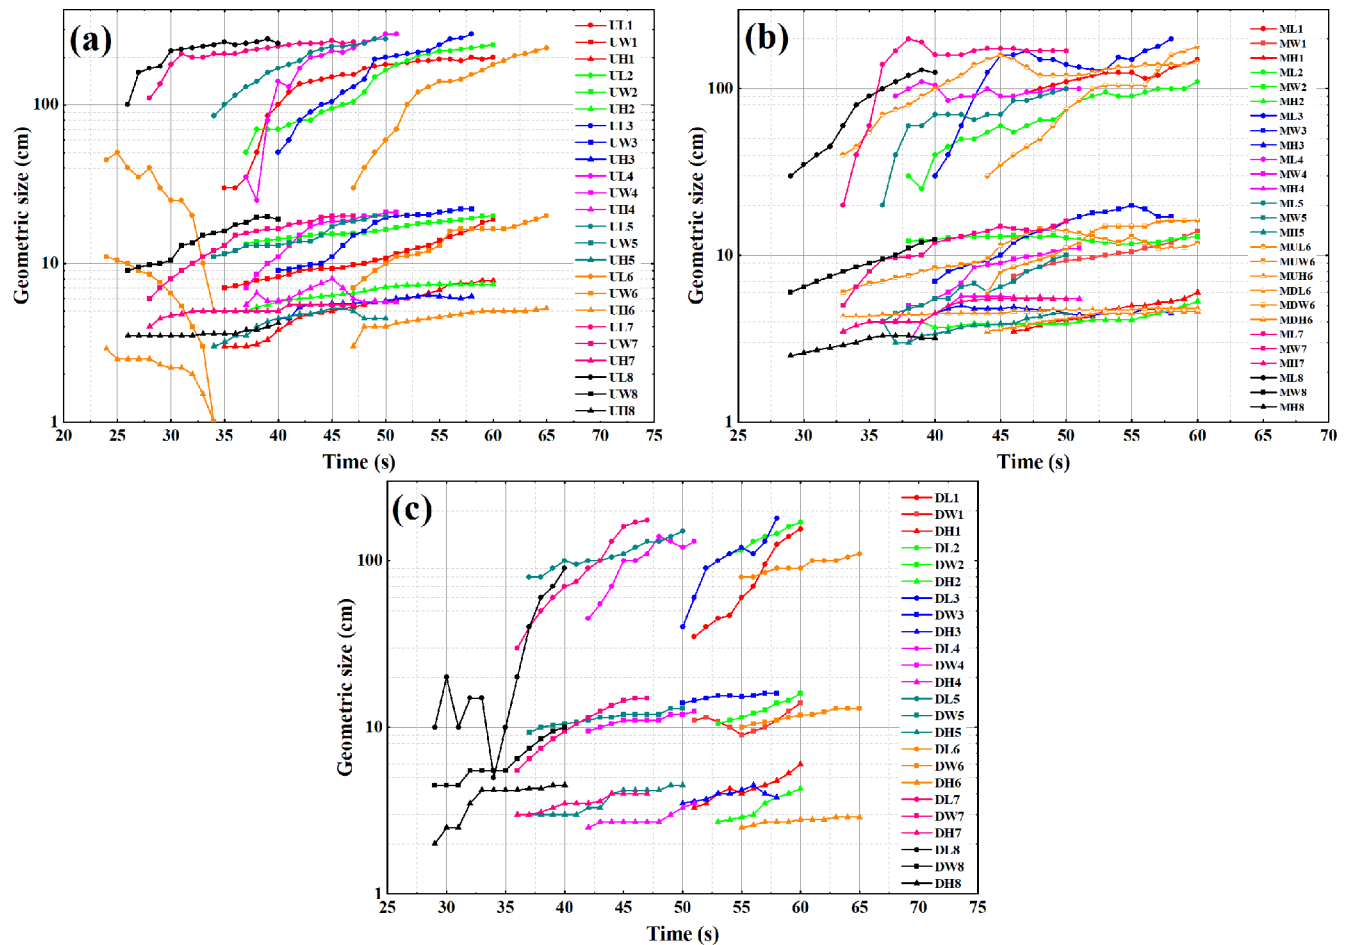 (a)
Geometric size (cm)
100
10
1
20 25 30 35 40 45 50 55 60 65 70 75
Time (s)
UL1
UW1
UH1
UL2
UW2
UH2
UL3
UW3
UH3
UL4
UW4
UH4
UL5
UW5
UH5
UL6
UW6
UH6
UL7
UW7
UH7
UL8
UW8
UH8
(b)
Geometric size (cm)
100
10
1
25 30 35 40 45 50 55 60 65 70
Time (s)
ML1
MW1
MH1
ML2
MW2
MH2
ML3
MW3
MH3
ML4
MW4
MH4
ML5
MW5
MH5
MUL6
MUW6
MUH6
MDL6
MDW6
MDH6
ML7
MW7
MH7
ML8
MW8
MH8
(c)
Geometric size (cm)
100
10
1
25 30 35 40 45 50 55 60 65 70 75
Time (s)
DL1
DW1
DH1
DL2
DW2
DH2
DL3
DW3
DH3
DL4
DW4
DH4
DL5
DW5
DH5
DL6
DW6
DH6
DL7
DW7
DH7
DL8
DW8
DH8